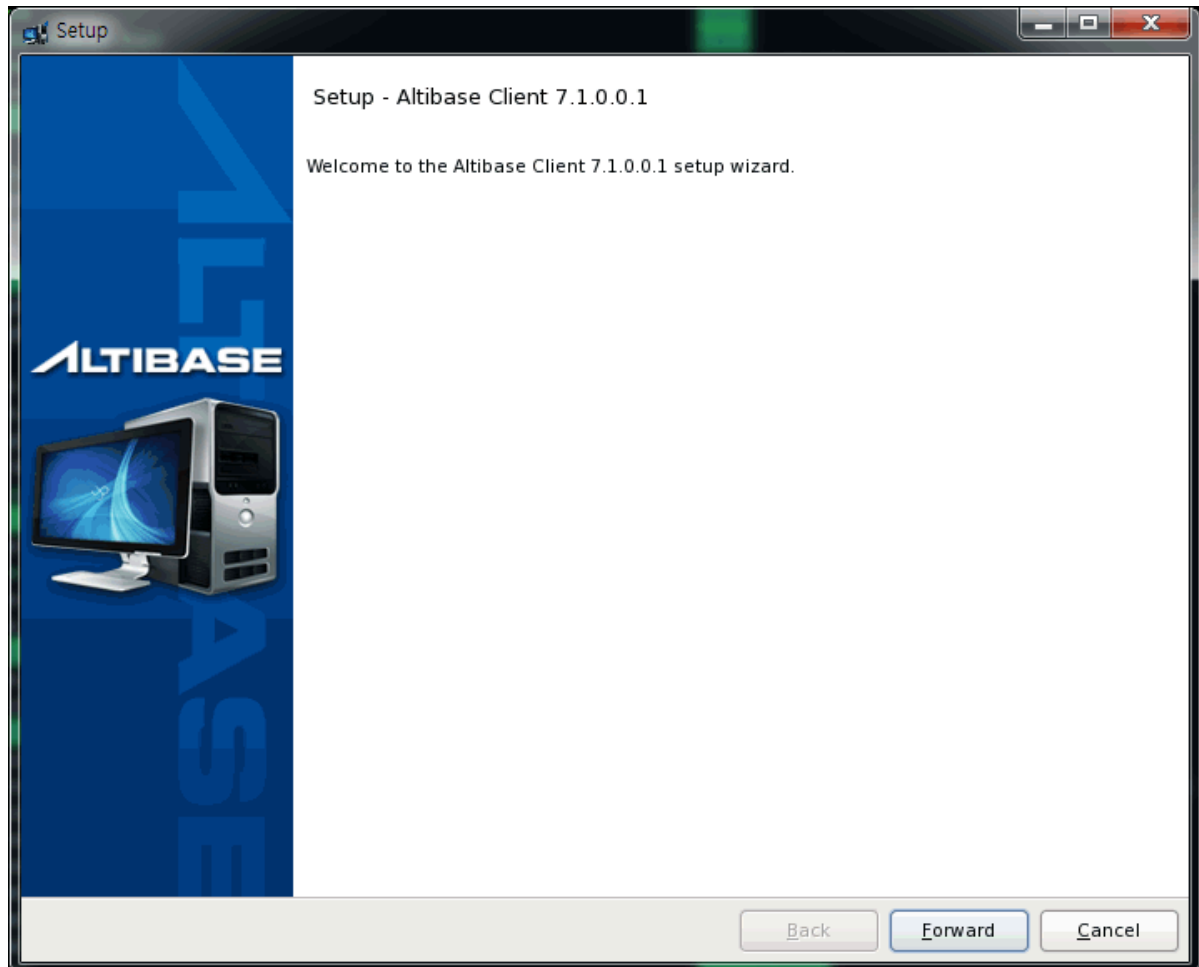 Setup
Setup - Altibase Client 7.1.0.0.1
Welcome to the Altibase Client 7.1.0.0.1 setup wizard.
ALTIBASE
ALTIBASE
Back
Forward
Cancel